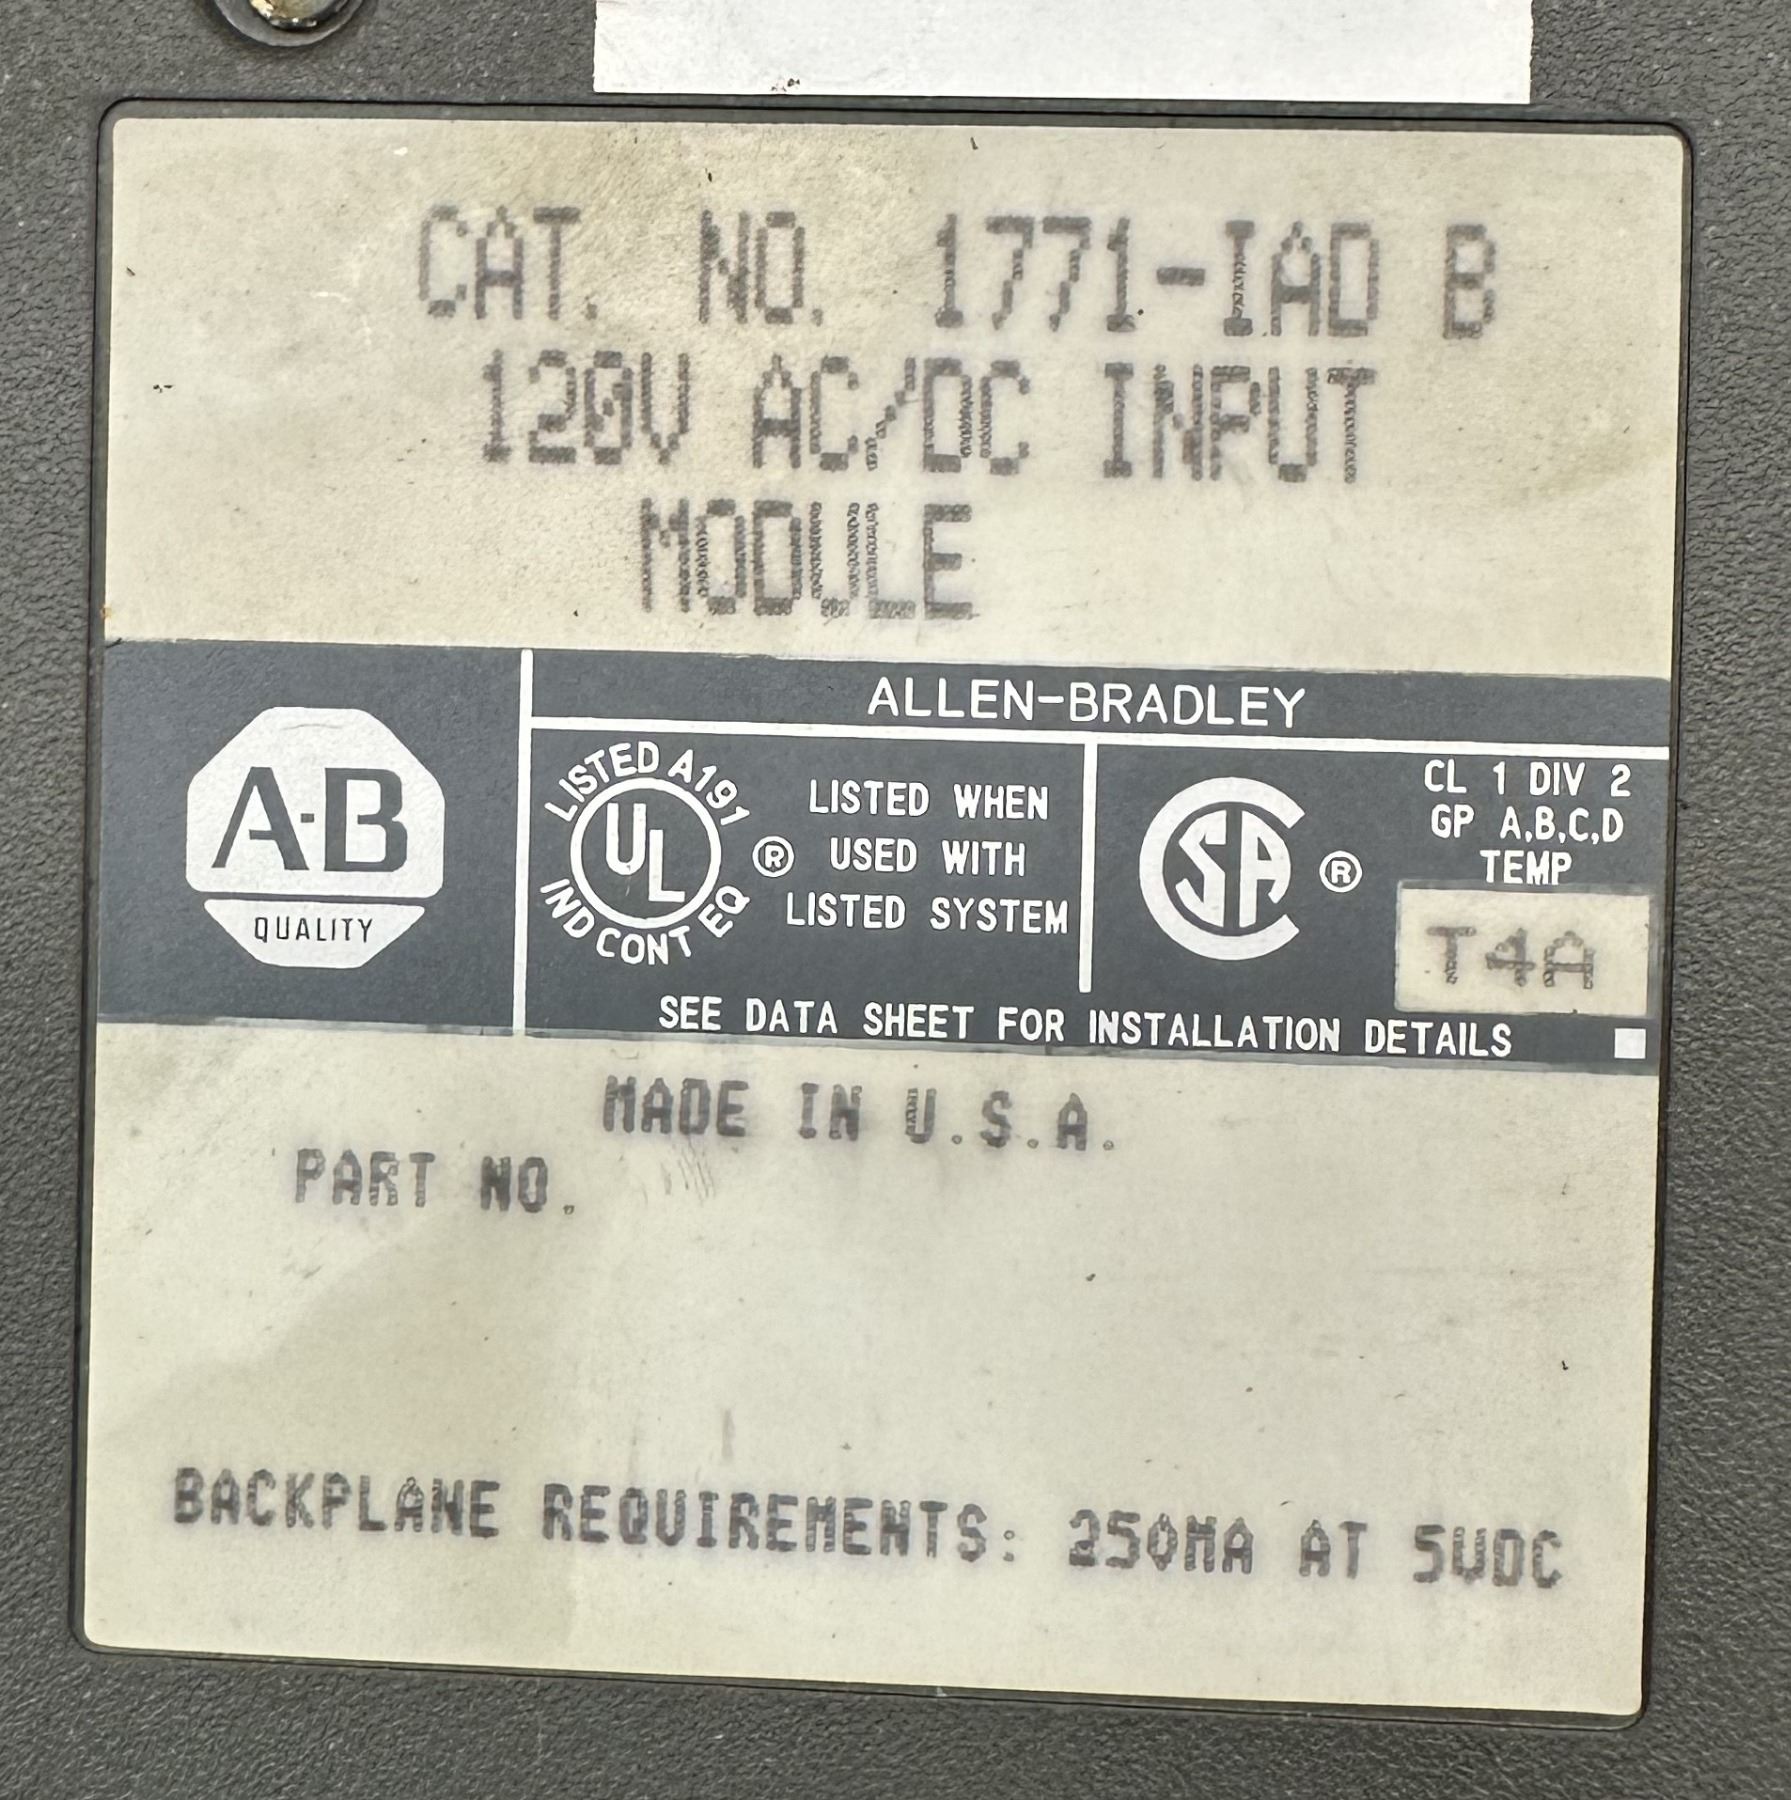 CAT. NO. 1771-IAD B
120V AC/DC INPUT
MODULE
ALLEN-BRADLEY
A-B
QUALITY
LISTED A191
UL
IND CONT EQ
®
LISTED WHEN
USED WITH
LISTED SYSTEM
CSA ®
CL 1 DIV 2
GP A,B,C,D
TEMP
T4A
SEE DATA SHEET FOR INSTALLATION DETAILS
MADE IN U.S.A.
PART NO.
BACKPLANE REQUIREMENTS: 250MA AT 5VDC